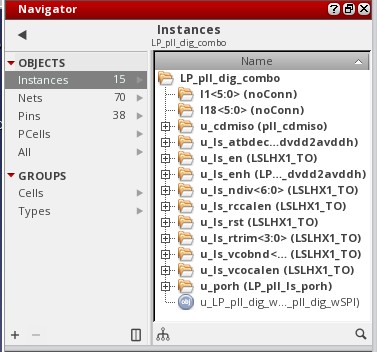 Navigator
Instances
LP_pll_dig_combo
OBJECTS
Instances 15
Nets 70
Pins 38
PCells
All
GROUPS
Cells
Types
Name
LP_pll_dig_combo
I1<5:0> (noConn)
I18<5:0> (noConn)
u_cdmiso (pll_cdmiso)
u_ls_atbdec...dvdd2avddh)
u_ls_en (LSLHX1_TO)
u_ls_enh (LP..._dvdd2avddh)
u_ls_ndiv<6:0> (LSLHX1_TO)
u_ls_rccalen (LSLHX1_TO)
u_ls_rst (LSLHX1_TO)
u_ls_rtrim<3:0> (LSLHX1_TO)
u_ls_vcobnd<... (LSLHX1_TO)
u_ls_vcocalen (LSLHX1_TO)
u_porh (LP_pll_ls_porh)
obj u_LP_pll_dig_w..._pll_dig_wSPI)